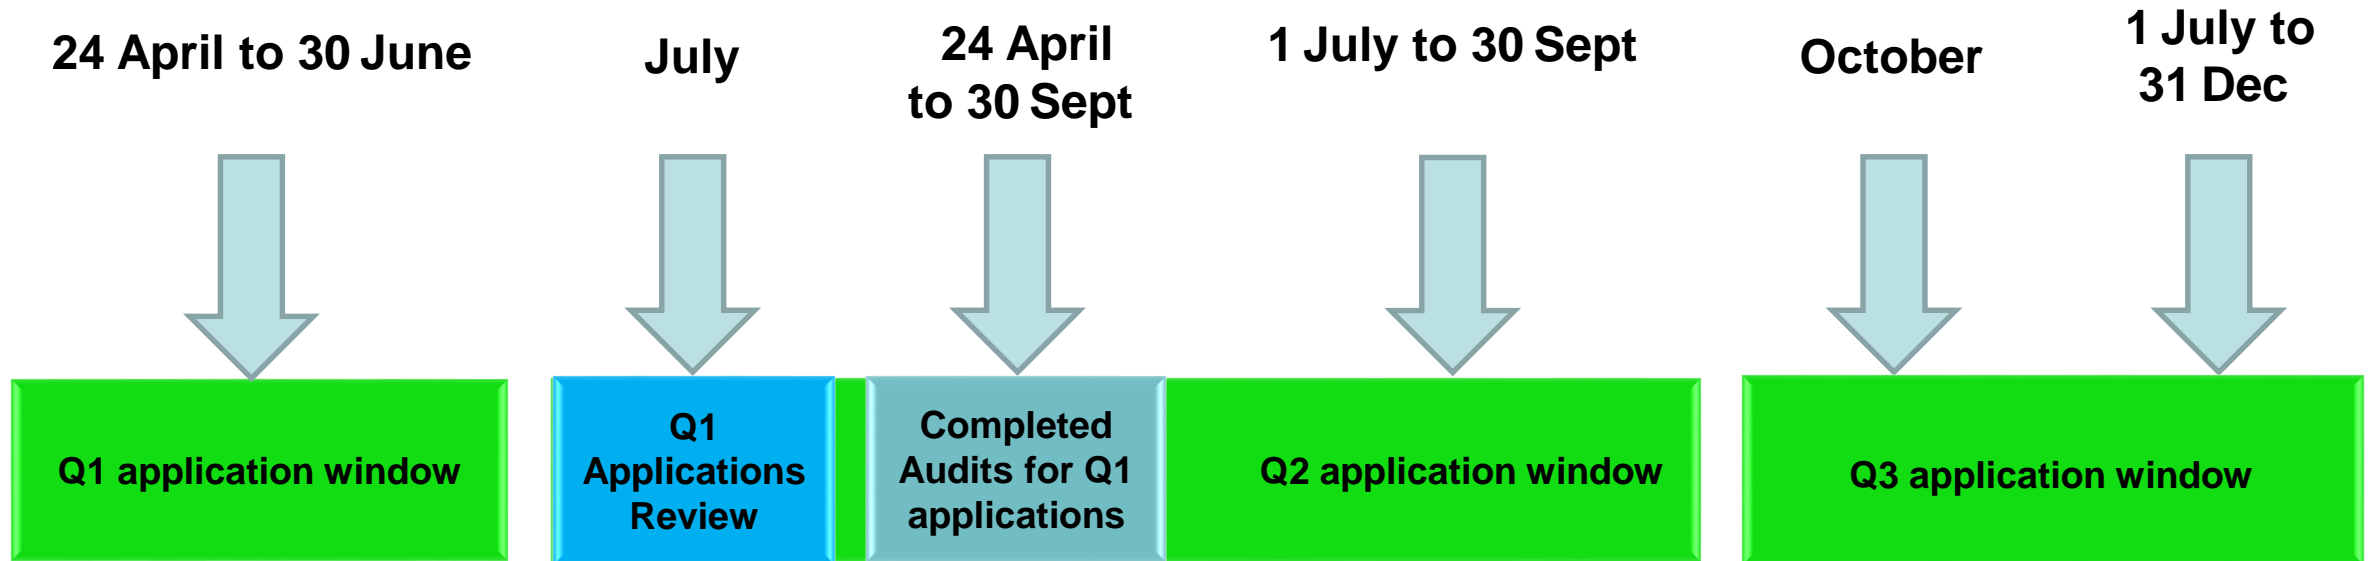 24 April to 30 June
July
24 April
to 30 Sept
1 July to 30 Sept
October
1 July to
31 Dec
Q1 application window
Q1
Applications
Review
Completed
Audits for Q1
applications
Q2 application window
Q3 application window